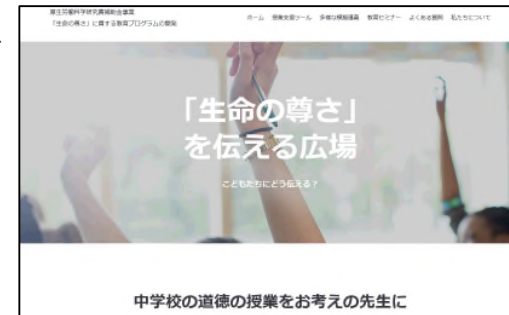 厚生労働科学研究費補助金事業
「生命の尊さ」に資する教育プログラムの開発
ホーム 授業支援ツール 多様な模擬講義 教育セミナー よくある質問 私たちについて
「生命の尊さ」
を伝える広場
こどもたちにどう伝える？
中学校の道徳の授業をお考えの先生に